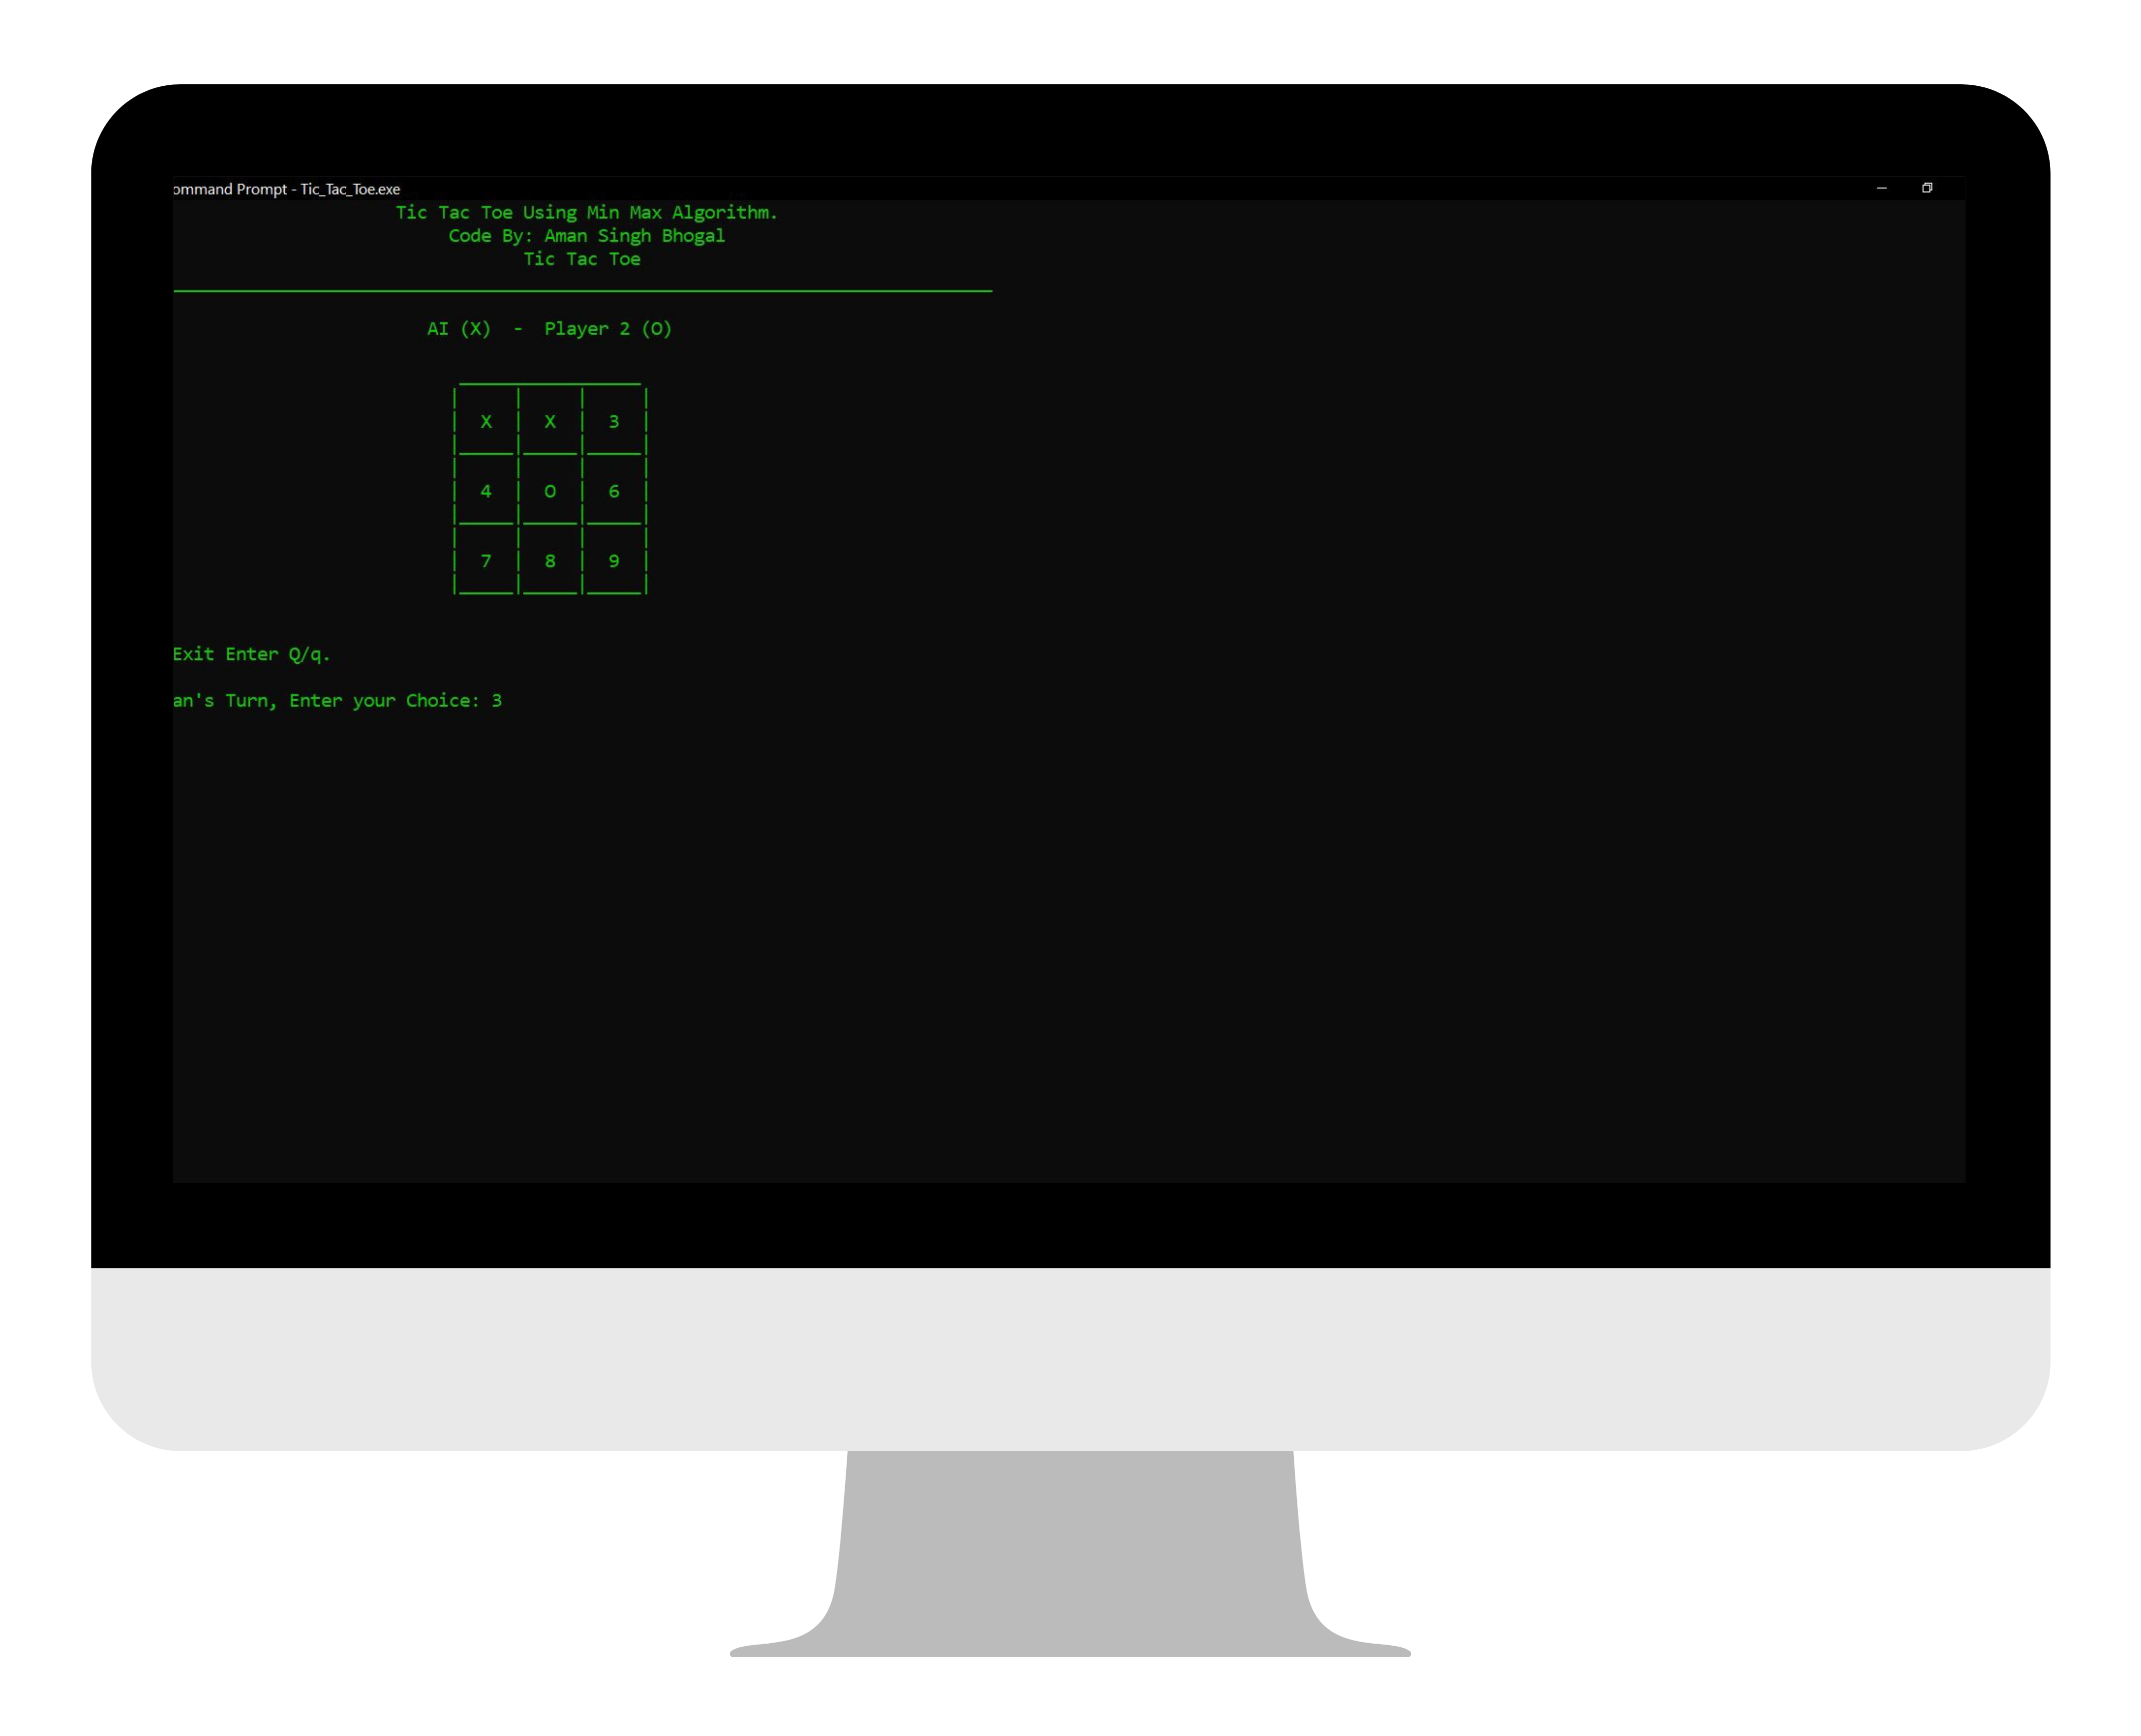 ommand Prompt - Tic_Tac_Toe.exe
Tic Tac Toe Using Min Max Algorithm.
Code By: Aman Singh Bhogal
Tic Tac Toe
AI (X) - Player 2 (O)
X | X | 3
4 | O | 6
7 | 8 | 9
Exit Enter Q/q.
an's Turn, Enter your Choice: 3